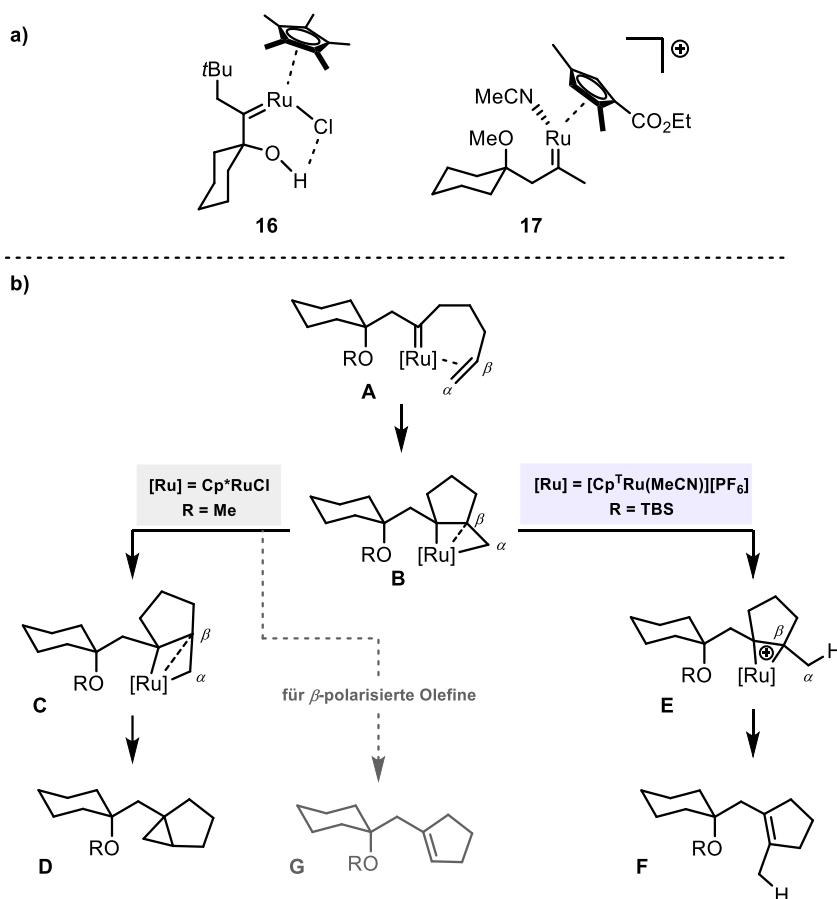 a)
tBu
Ru
Cl
O
H
16
MeCN
MeO
Ru
CO₂Et
⊕
17
b)
RO
[Ru]
β
α
A
[Ru] = Cp*RuCl
R = Me
[Ru] = [CpᵀRu(MeCN)][PF₆]
R = TBS
RO
[Ru]
β
α
B
RO
[Ru]
β
α
C
für β-polarisierte Olefine
RO
[Ru]
⊕
β
α
H
E
RO
D
RO
G
RO
H
F